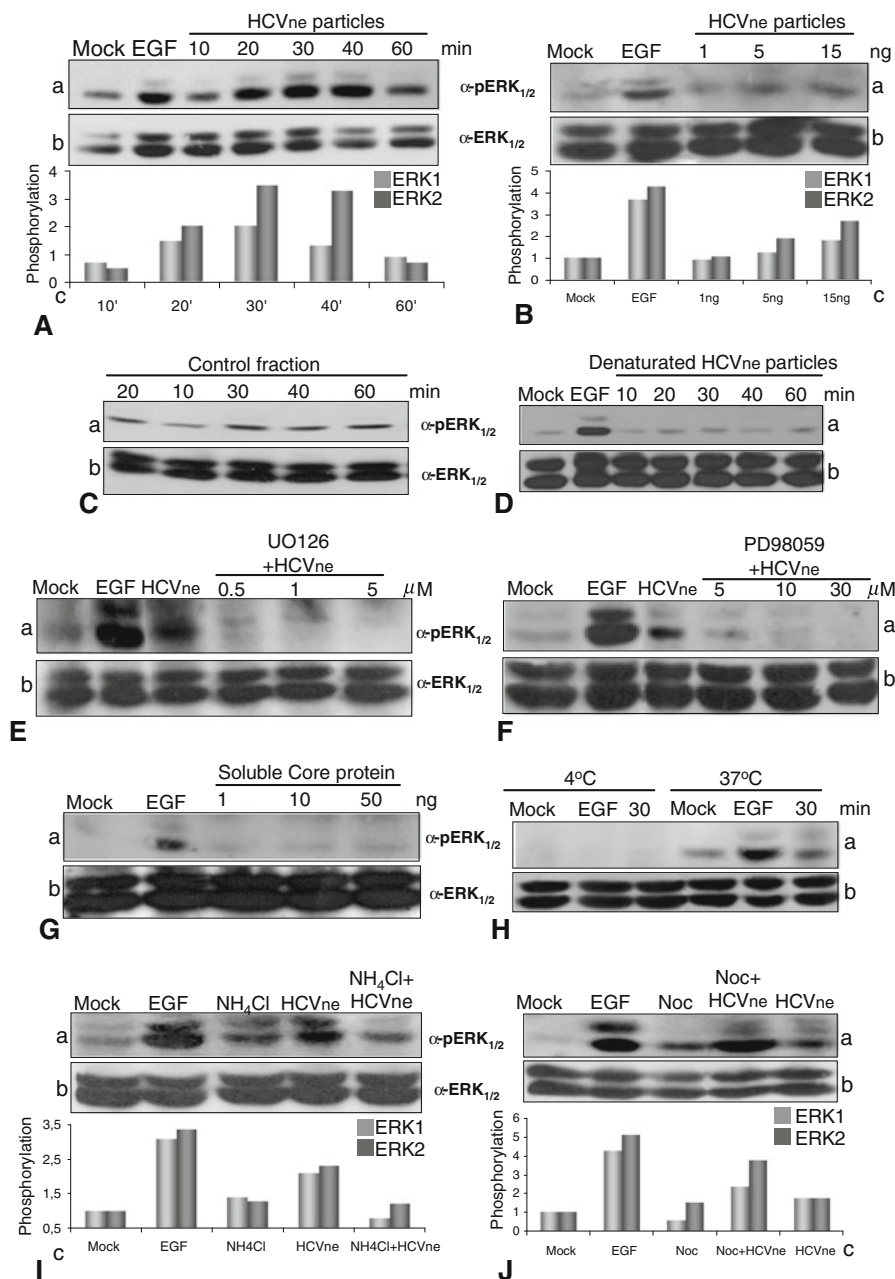 HCVne particles
Mock EGF 10 20 30 40 60 min
a
α-pERK1/2
b
α-ERK1/2
Phosphorylation
4
3
2
1
0
ERK1
ERK2
c
10' 20' 30' 40' 60'
A
HCVne particles
Mock EGF 1 5 15 ng
a
b
Phosphorylation
5
4
3
2
1
0
ERK1
ERK2
Mock EGF 1ng 5ng 15ng c
B
Control fraction
20 10 30 40 60 min
a
α-pERK1/2
b
α-ERK1/2
C
Denaturated HCVne particles
Mock EGF 10 20 30 40 60 min
a
b
D
UO126
+HCVne
Mock EGF HCVne 0.5 1 5 μM
a
α-pERK1/2
b
α-ERK1/2
E
PD98059
+HCVne
Mock EGF HCVne 5 10 30 μM
a
b
F
Soluble Core protein
Mock EGF 1 10 50 ng
a
α-pERK1/2
b
α-ERK1/2
G
4ºC 37ºC
Mock EGF 30 Mock EGF 30 min
a
b
H
NH4Cl+
Mock EGF NH4Cl HCVne HCVne
a
α-pERK1/2
b
α-ERK1/2
Phosphorylation
3,5
2,5
1,5
0,5
ERK1
ERK2
c
Mock EGF NH4Cl HCVne NH4Cl+HCVne
I
Noc+
Mock EGF Noc HCVne HCVne
a
b
Phosphorylation
6
5
4
3
2
1
0
ERK1
ERK2
Mock EGF Noc Noc+HCVne HCVne c
J